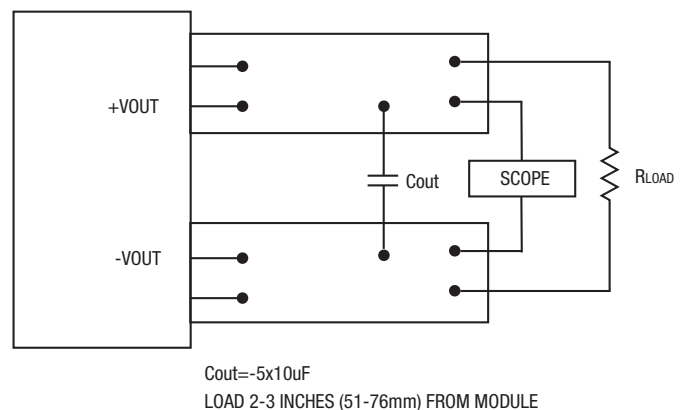 +VOUT
Cout
SCOPE
RLOAD
-VOUT
Cout=-5x10uF
LOAD 2-3 INCHES (51-76mm) FROM MODULE